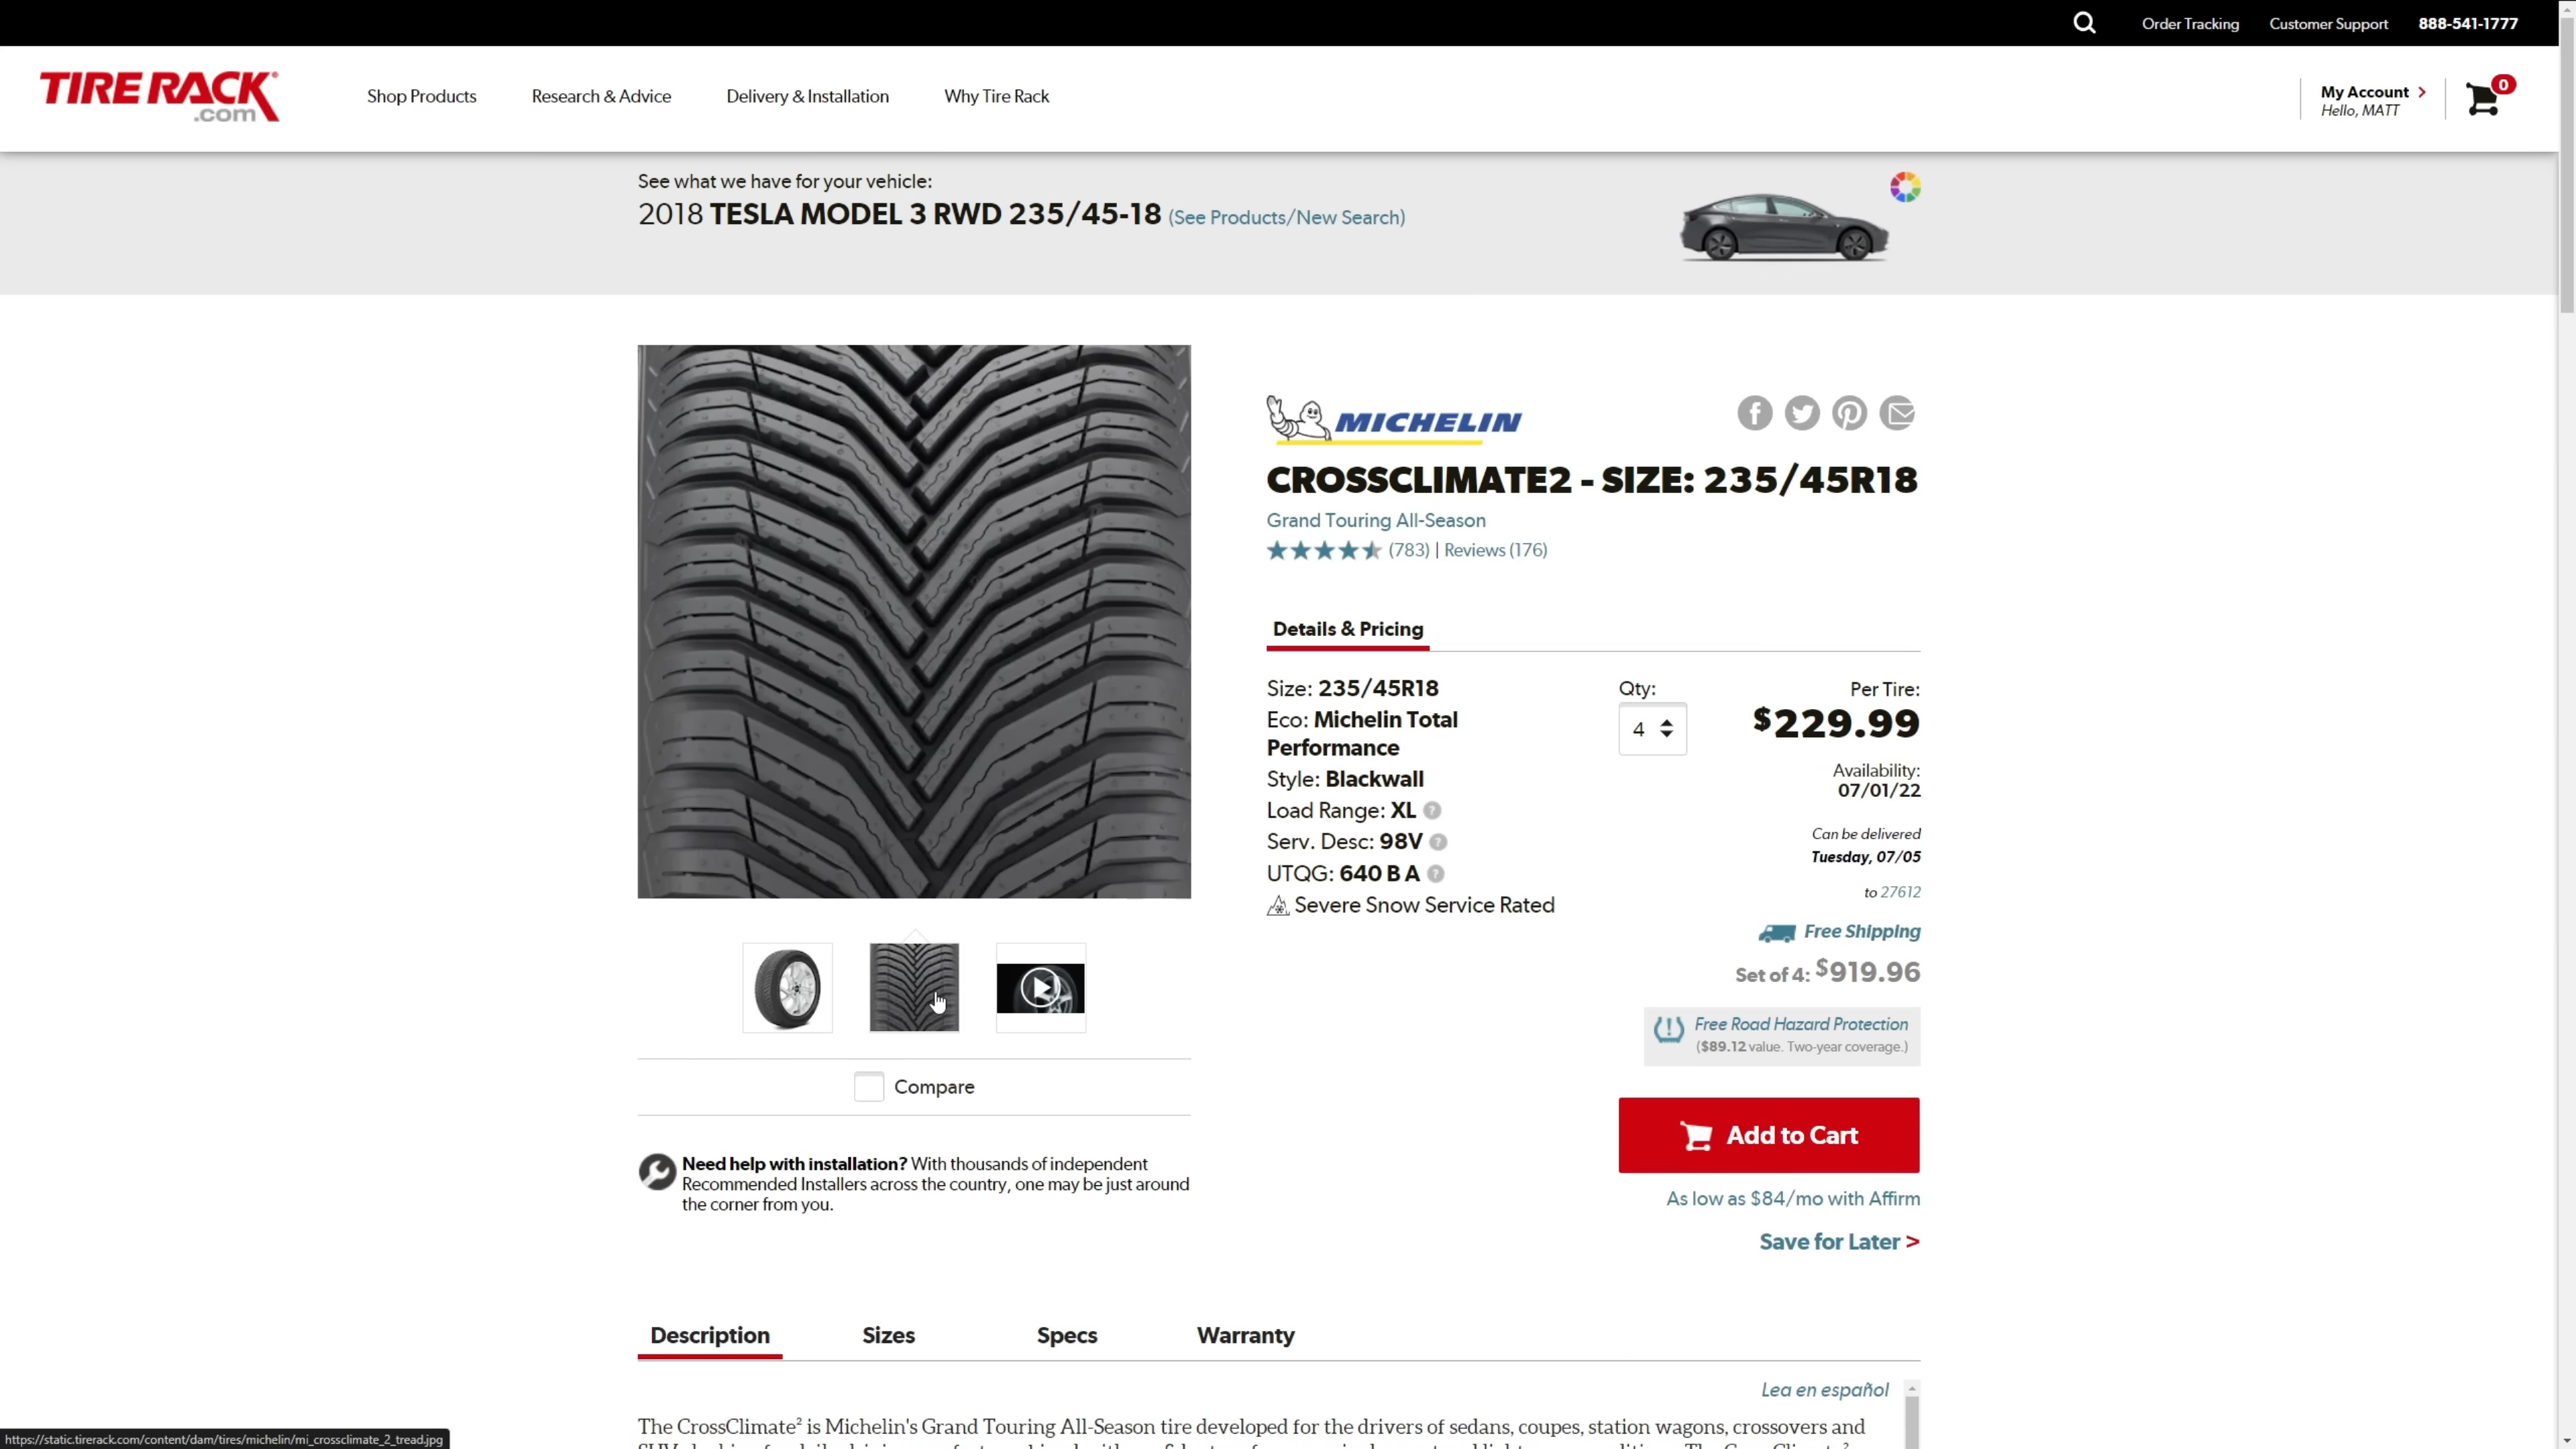 Order Tracking
Customer Support
888-541-1777
TIRE RACK
.com
Shop Products
Research & Advice
Delivery & Installation
Why Tire Rack
My Account >
Hello, MATT
0
See what we have for your vehicle:
2018 TESLA MODEL 3 RWD 235/45-18 (See Products/New Search)
MICHELIN
CROSSCLIMATE2 - SIZE: 235/45R18
Grand Touring All-Season
(783) | Reviews (176)
Details & Pricing
Size: 235/45R18
Eco: Michelin Total
Performance
Style: Blackwall
Load Range: XL ?
Serv. Desc: 98V ?
UTQG: 640 B A ?
Severe Snow Service Rated
Qty:
4
Per Tire:
$229.99
Availability:
07/01/22
Can be delivered
Tuesday, 07/05
to 27612
Free Shipping
Set of 4: $919.96
Free Road Hazard Protection
($89.12 value. Two-year coverage.)
Add to Cart
As low as $84/mo with Affirm
Save for Later >
Compare
Need help with installation? With thousands of independent
Recommended Installers across the country, one may be just around
the corner from you.
Description
Sizes
Specs
Warranty
Lea en español
The CrossClimate² is Michelin's Grand Touring All-Season tire developed for the drivers of sedans, coupes, station wagons, crossovers and
https://static.tirerack.com/content/dam/tires/michelin/mi_crossclimate_2_tread.jpg